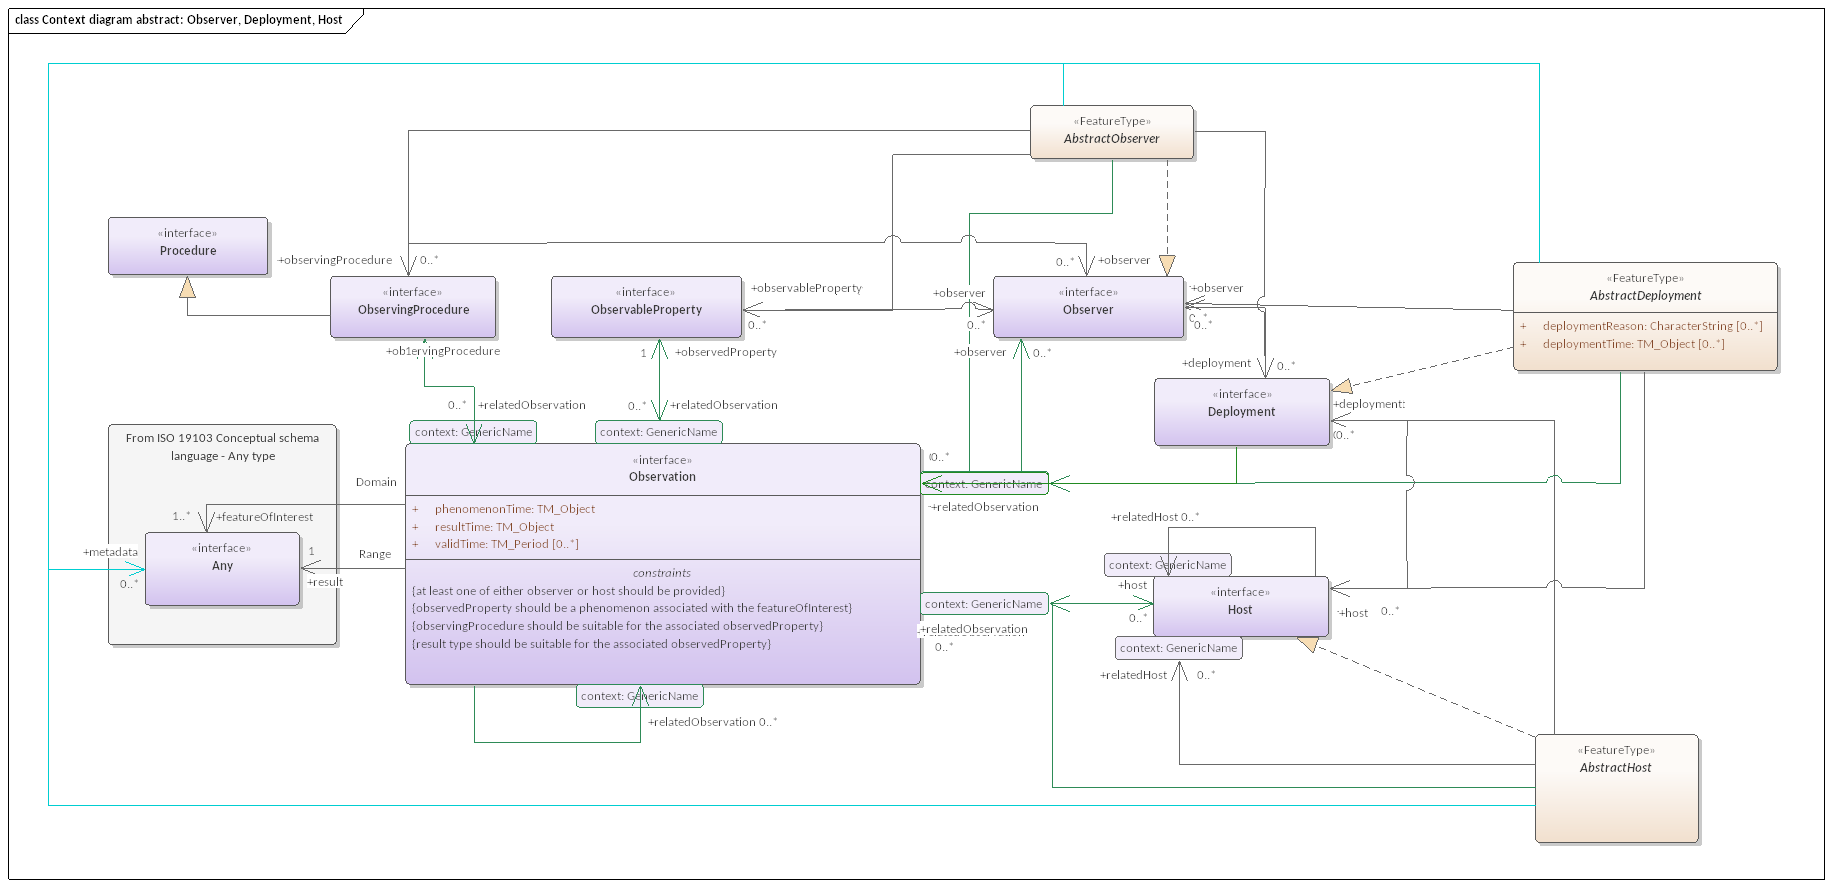 class Context diagram abstract: Observer, Deployment, Host
«FeatureType»
AbstractObserver
«interface»
Procedure
+observingProcedure
0..*
0..*
+observer
«FeatureType»
AbstractDeployment
+ deploymentReason: CharacterString [0..*]
+ deploymentTime: TM_Object [0..*]
«interface»
ObservingProcedure
«interface»
ObservableProperty
+observableProperty
0..*
+observer
0..*
«interface»
Observer
+observer
0..*
+observer
0..*
1
+observedProperty
+deployment
0..*
«interface»
Deployment
+deployment
0..*
0..*
+relatedObservation
0..*
+relatedObservation
context: GenericName
context: GenericName
From ISO 19103 Conceptual schema
language - Any type
«interface»
Observation
+ phenomenonTime: TM_Object
+ resultTime: TM_Object
+ validTime: TM_Period [0..*]
constraints
{at least one of either observer or host should be provided}
{observedProperty should be a phenomenon associated with the featureOfInterest}
{observingProcedure should be suitable for the associated observedProperty}
{result type should be suitable for the associated observedProperty}
0..*
context: GenericName
+relatedObservation
Domain
1..*
+featureOfInterest
«interface»
Any
+metadata
0..*
Range
1
+result
+relatedHost 0..*
context: GenericName
+host
0..*
«interface»
Host
+host
0..*
context: GenericName
+relatedObservation
0..*
context: GenericName
+relatedHost
0..*
context: GenericName
+relatedObservation 0..*
«FeatureType»
AbstractHost